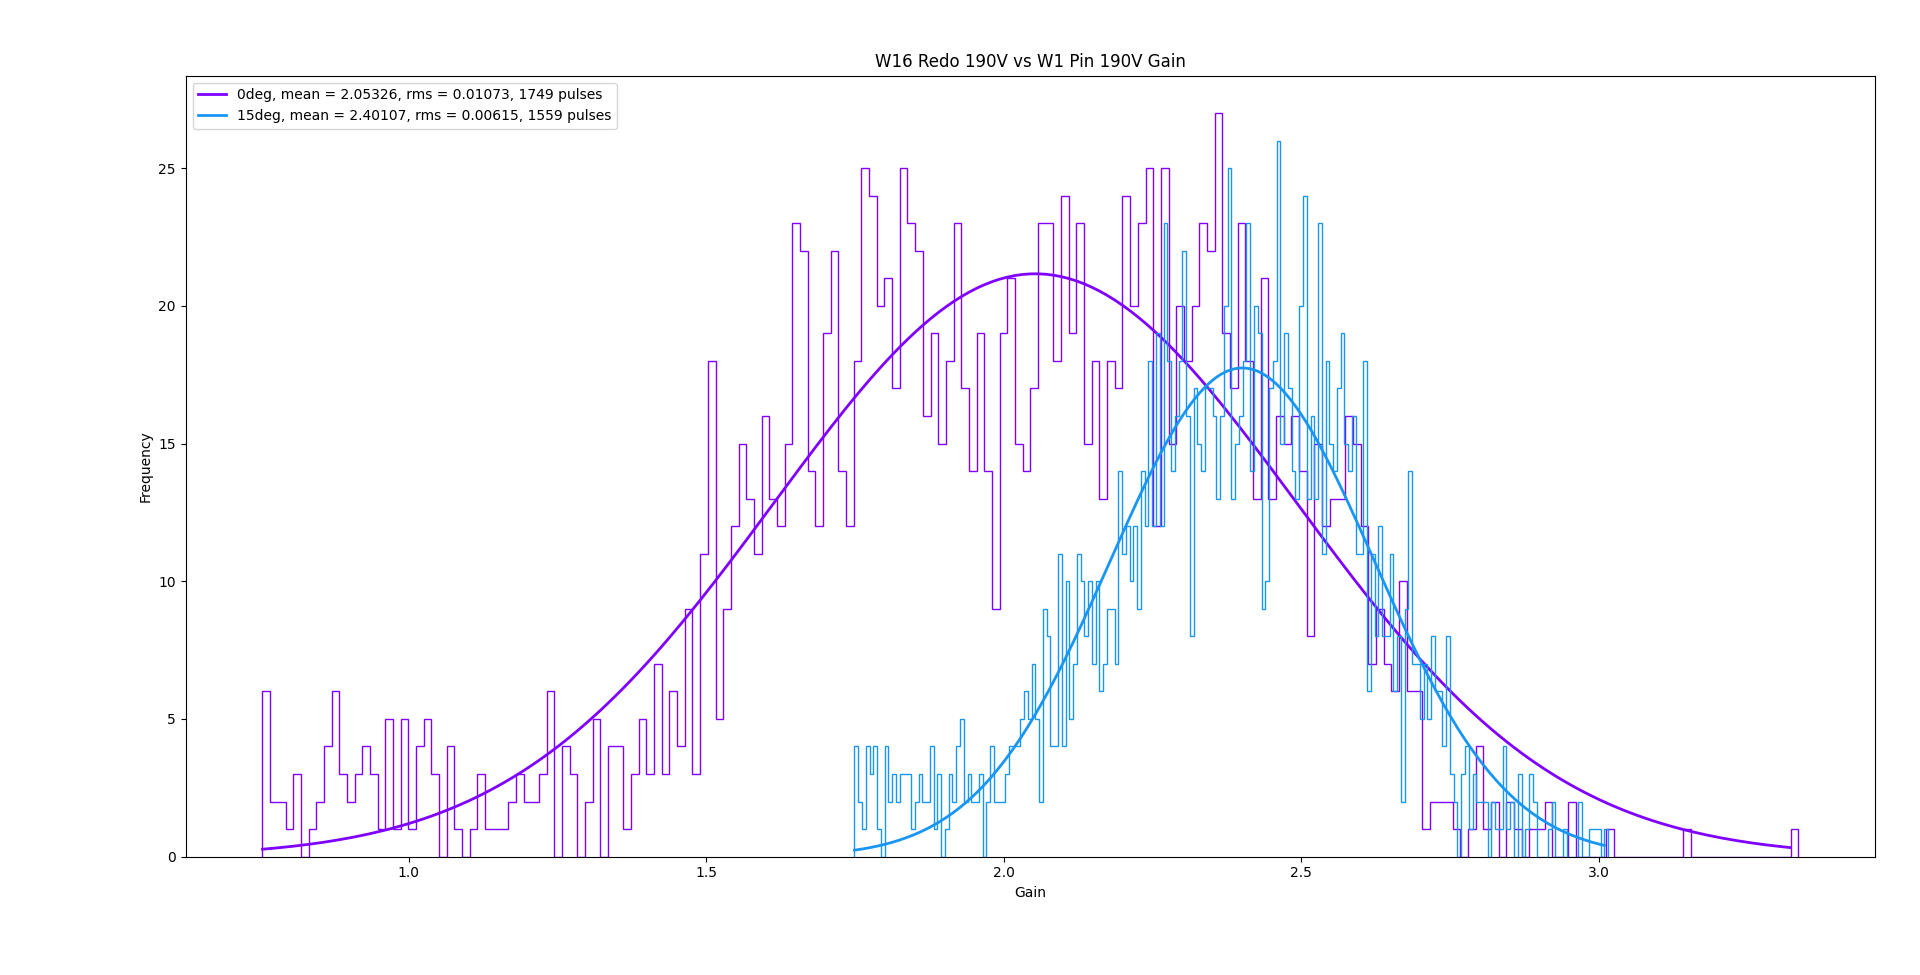 W16 Redo 190V vs W1 Pin 190V Gain
0deg, mean = 2.05326, rms = 0.01073, 1749 pulses
15deg, mean = 2.40107, rms = 0.00615, 1559 pulses
25
20
15
10
5
0
Frequency
1.0 1.5 2.0 2.5 3.0
Gain